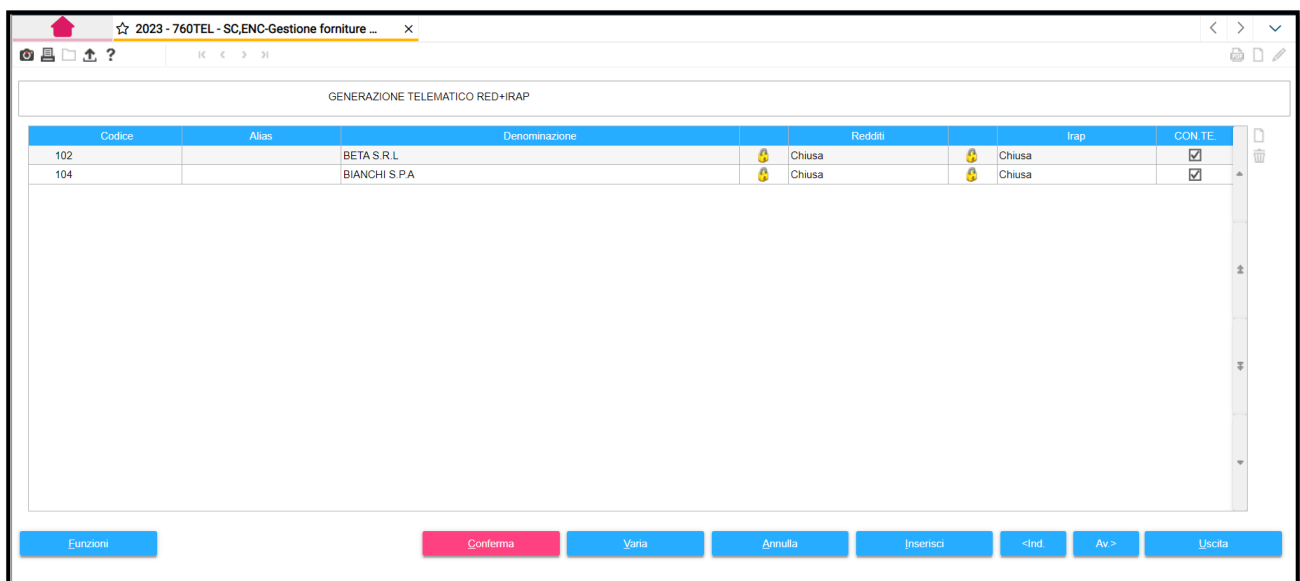 2023 - 760TEL - SC,ENC-Gestione forniture ...
?
GENERAZIONE TELEMATICO RED+IRAP
Codice Alias Denominazione Redditi Irap CON.TE.
102 BETA S.R.L Chiusa Chiusa
104 BIANCHI S.P.A Chiusa Chiusa
Funzioni Conferma Varia Annulla Inserisci <Ind. Av.> Uscita